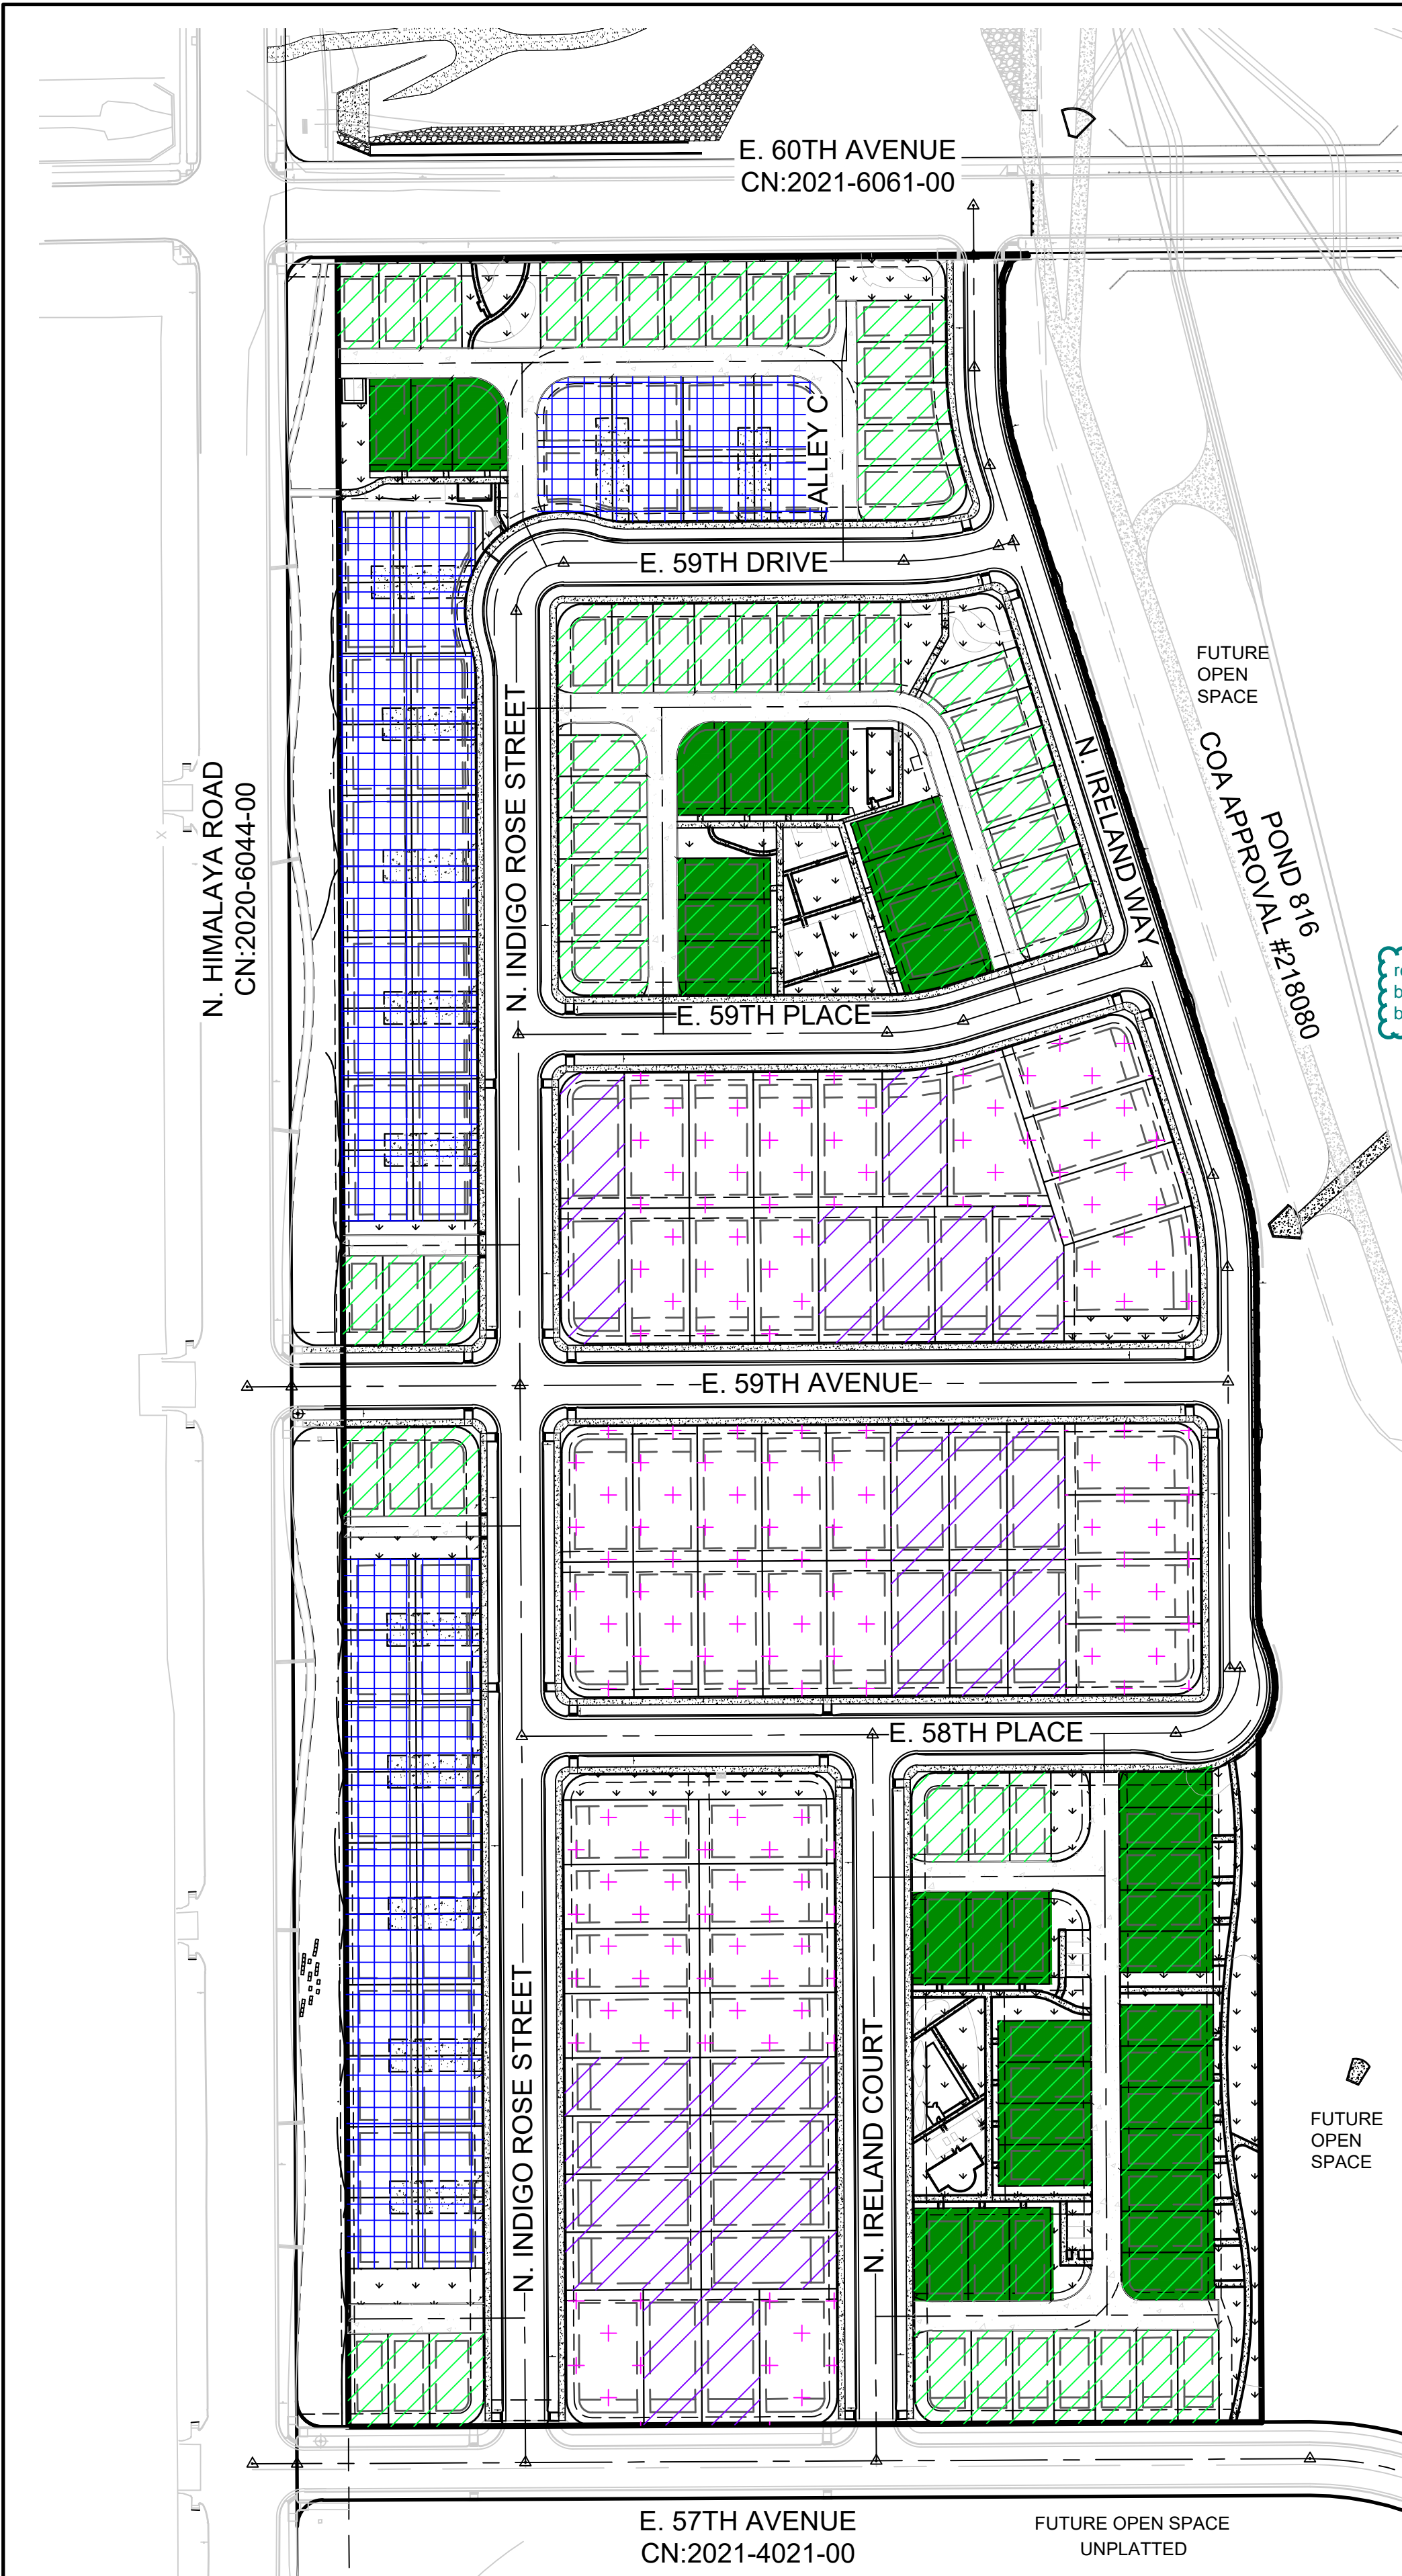 E. 60TH AVENUE
CN:2021-6061-00
ALLEY C
E. 59TH DRIVE
FUTURE
OPEN
SPACE
N. INDIGO ROSE STREET
N. IRELAND WAY
N. HIMALAYA ROAD
CN:2020-6044-00
POND 816
COA APPROVAL #218080
E. 59TH PLACE
E. 59TH AVENUE
E. 58TH PLACE
N. INDIGO ROSE STREET
N. IRELAND COURT
FUTURE
OPEN
SPACE
E. 57TH AVENUE
CN:2021-4021-00
FUTURE OPEN SPACE
UNPLATTED